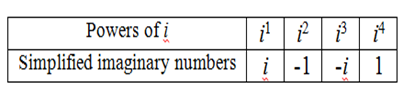 Powers of i i¹ i² i³ i⁴
Simplified imaginary numbers i -1 -i 1